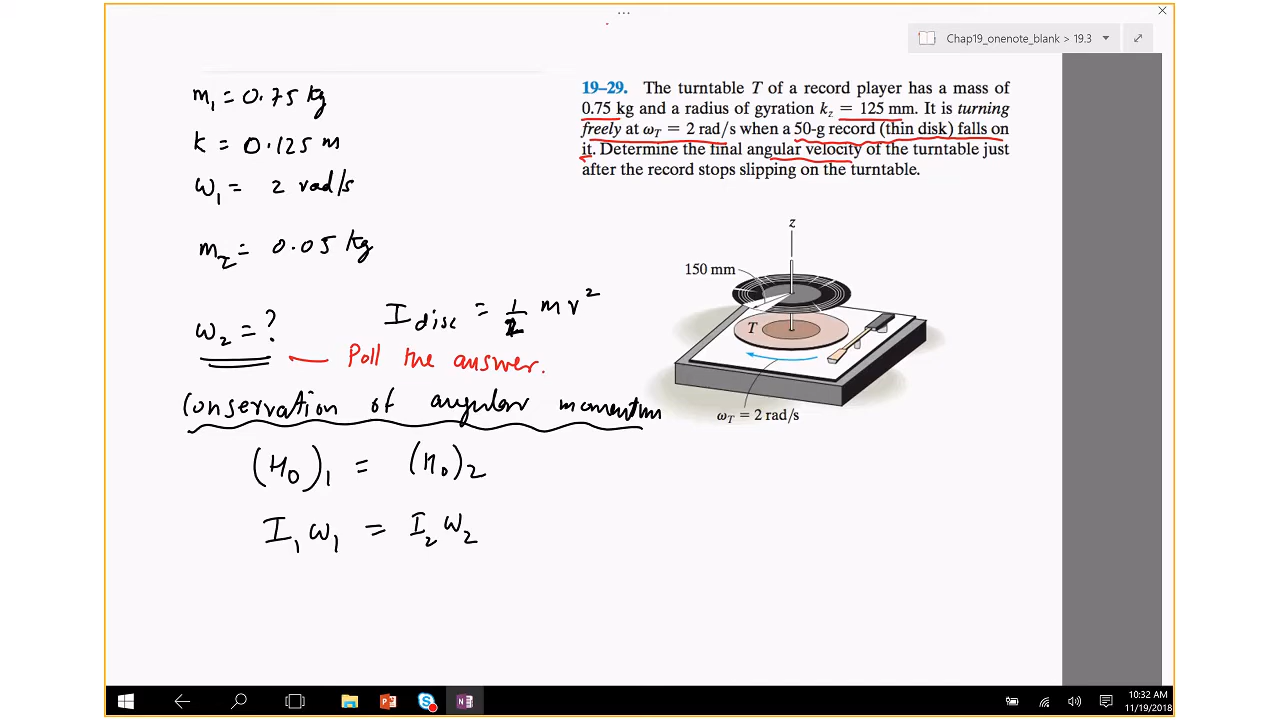 Chap19_onenote_blank > 19.3
m₁ = 0.75 kg
k = 0.125 m
ω₁ = 2 rad/s
m₂ = 0.05 kg
ω₂ = ?
I disc = 1/2 m r²
Poll the answer.
Conservation of angular momentum
(H₀)₁ = (H₀)₂
I₁ω₁ = I₂ω₂
19–29. The turntable T of a record player has a mass of
0.75 kg and a radius of gyration k_z = 125 mm. It is turning
freely at ω_T = 2 rad/s when a 50-g record (thin disk) falls on
it. Determine the final angular velocity of the turntable just
after the record stops slipping on the turntable.
z
150 mm
T
ω_T = 2 rad/s
10:32 AM
11/19/2018